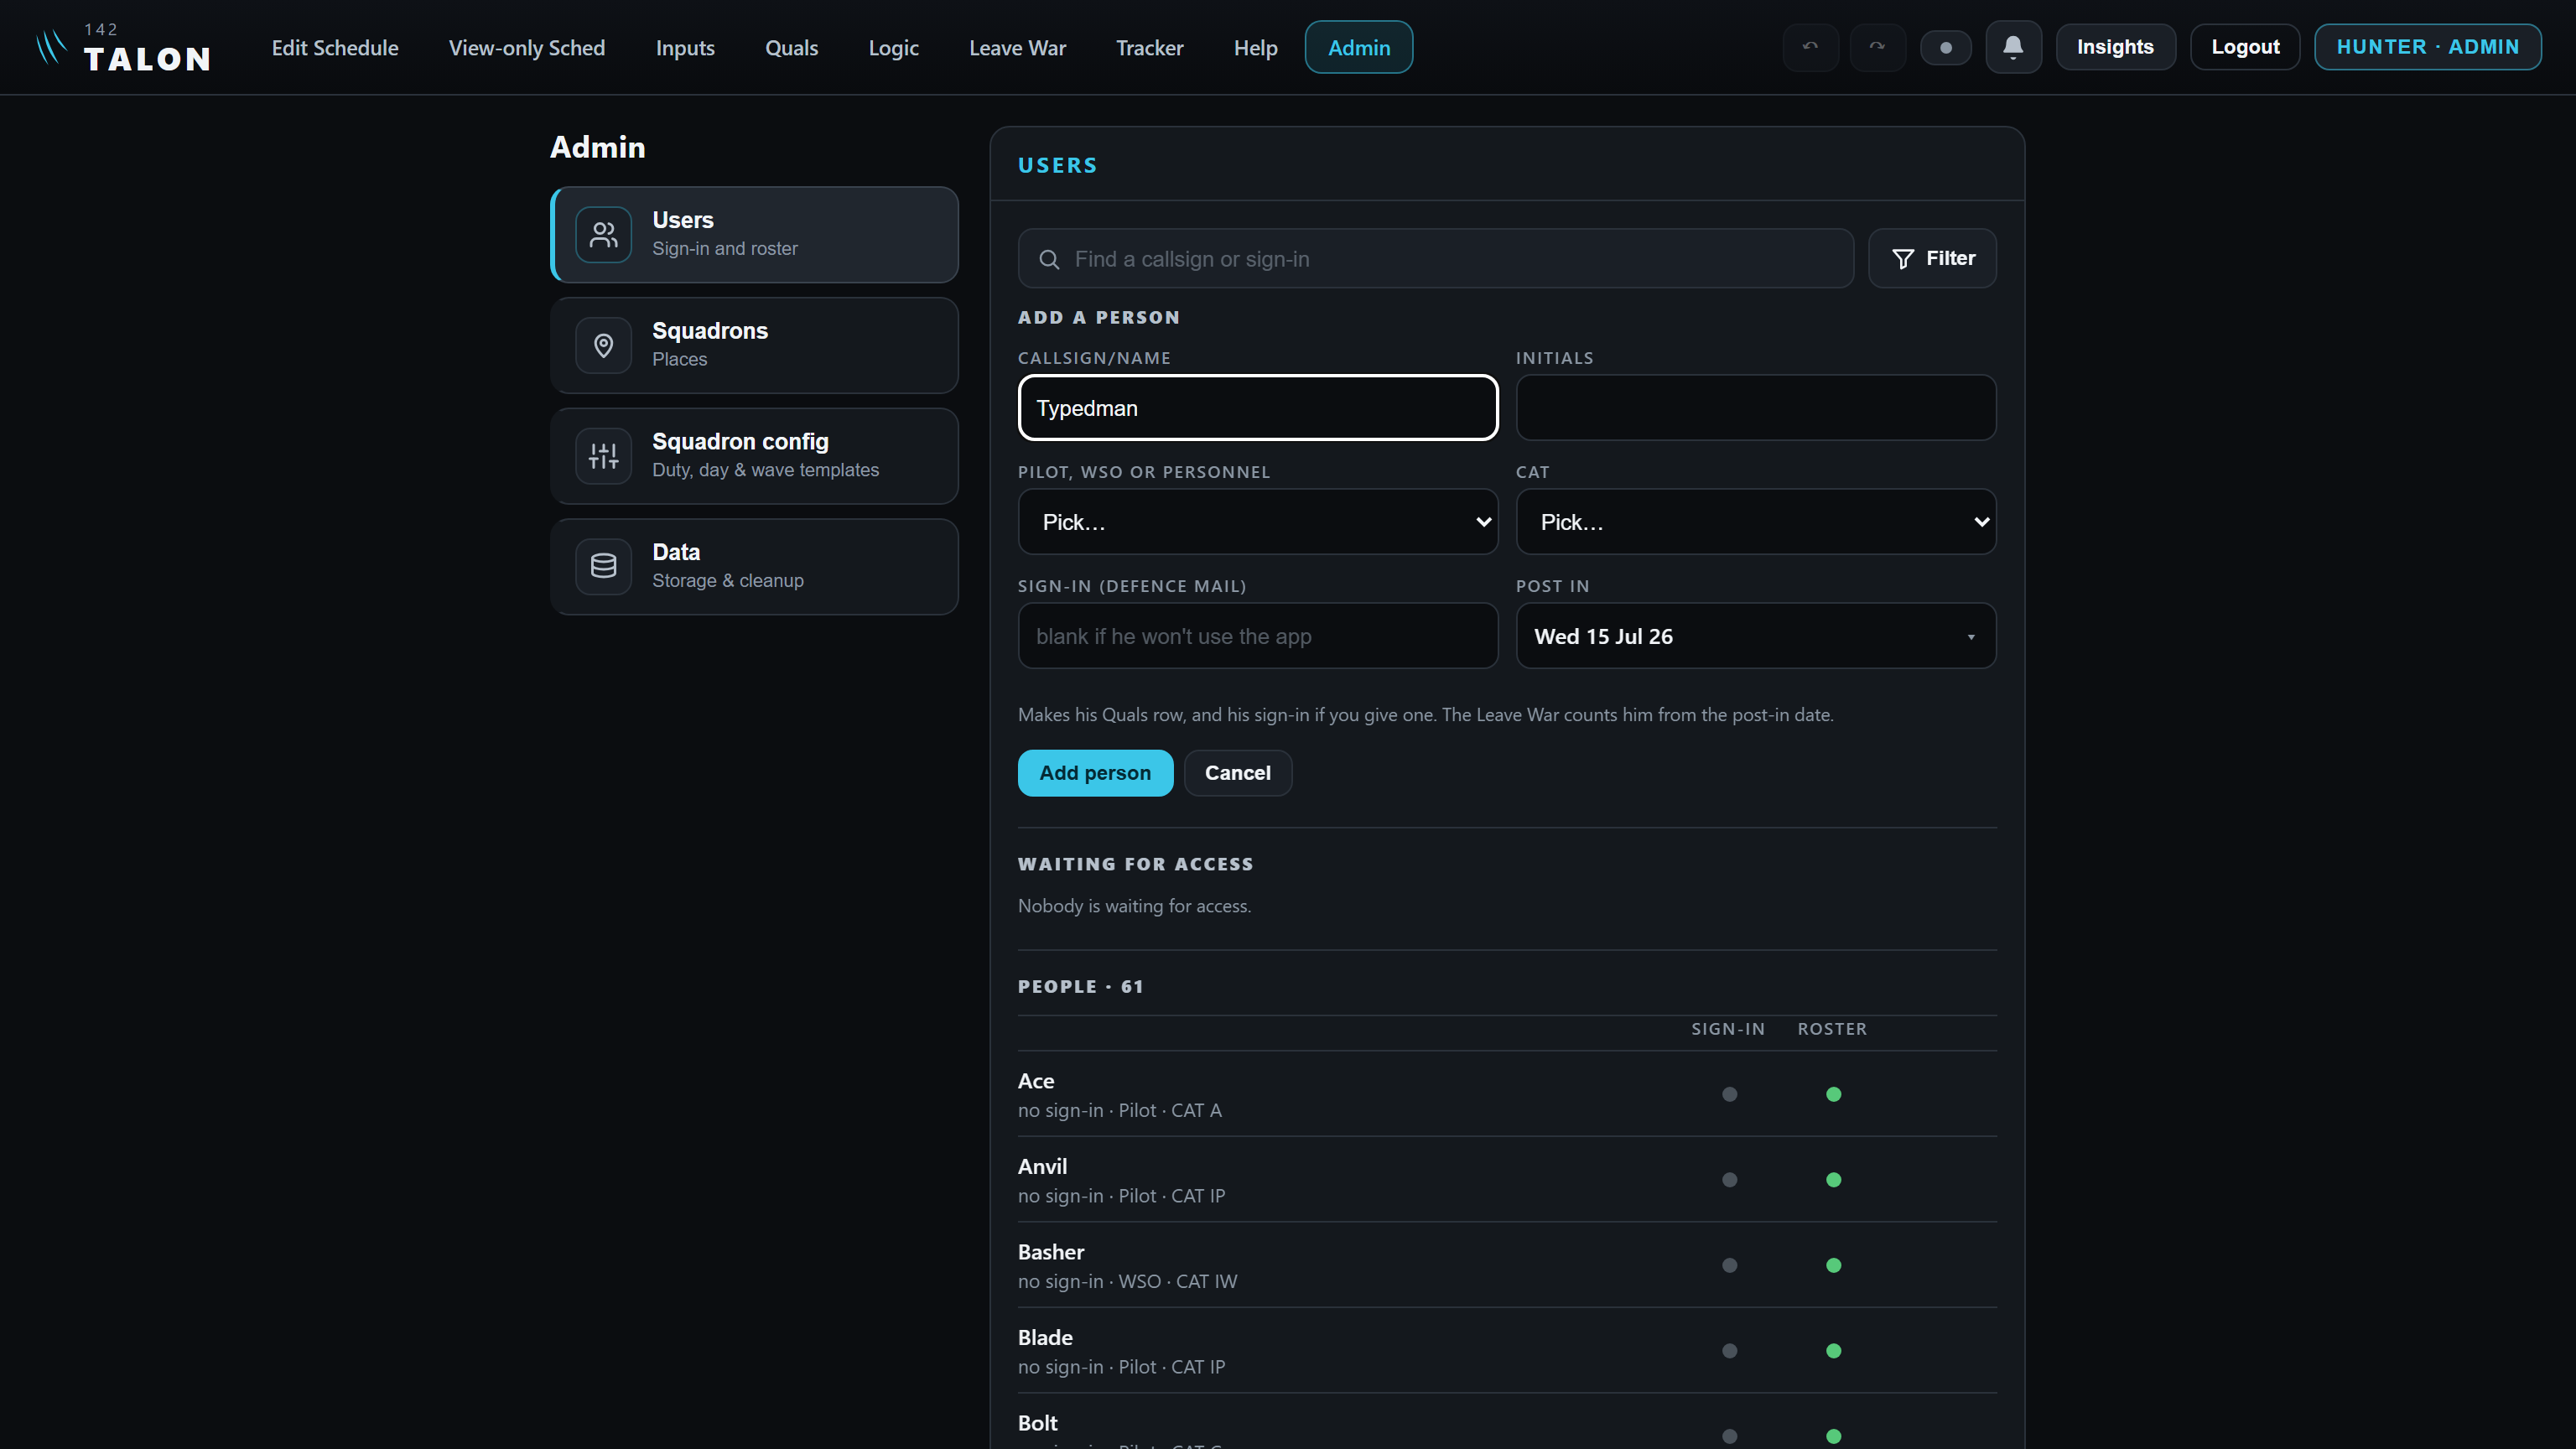 142
TALON
Edit Schedule
View-only Sched
Inputs
Quals
Logic
Leave War
Tracker
Help
Admin
Insights
Logout
HUNTER · ADMIN
Admin
Users
Sign-in and roster
Squadrons
Places
Squadron config
Duty, day & wave templates
Data
Storage & cleanup
USERS
Find a callsign or sign-in
Filter
ADD A PERSON
CALLSIGN/NAME
INITIALS
Typedman
PILOT, WSO OR PERSONNEL
CAT
Pick...
Pick...
SIGN-IN (DEFENCE MAIL)
POST IN
blank if he won't use the app
Wed 15 Jul 26
Makes his Quals row, and his sign-in if you give one. The Leave War counts him from the post-in date.
Add person
Cancel
WAITING FOR ACCESS
Nobody is waiting for access.
PEOPLE · 61
SIGN-IN
ROSTER
Ace
no sign-in · Pilot · CAT A
Anvil
no sign-in · Pilot · CAT IP
Basher
no sign-in · WSO · CAT IW
Blade
no sign-in · Pilot · CAT IP
Bolt